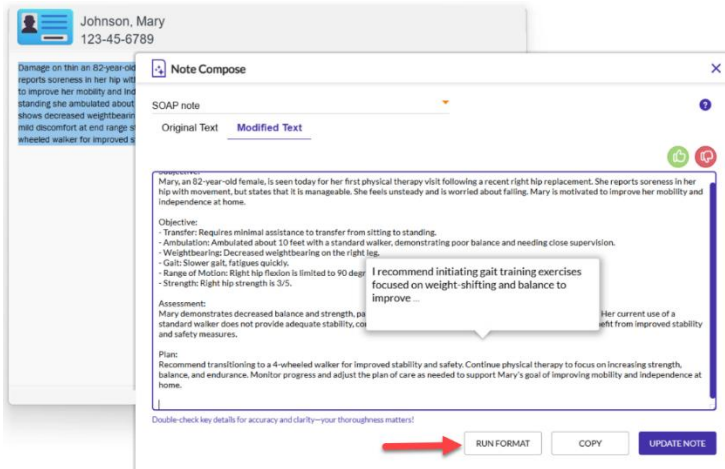 Johnson, Mary
123-45-6789
Damage on thin an 82-year-old
reports soreness in her hip with
to improve her mobility and ind
standing she ambulated about
shows decreased weightbearin
mild discomfort at end range s
wheeled walker for improved s
Note Compose
SOAP note
Original Text
Modified Text
Subjective:
Mary, an 82-year-old female, is seen today for her first physical therapy visit following a recent right hip replacement. She reports soreness in her
hip with movement, but states that it is manageable. She feels unsteady and is worried about falling. Mary is motivated to improve her mobility and
independence at home.
Objective:
- Transfer: Requires minimal assistance to transfer from sitting to standing.
- Ambulation: Ambulated about 10 feet with a standard walker, demonstrating poor balance and needing close supervision.
- Weightbearing: Decreased weightbearing on the right leg.
- Gait: Slower gait, fatigues quickly.
- Range of Motion: Right hip flexion is limited to 90 degr
- Strength: Right hip strength is 3/5.
I recommend initiating gait training exercises
focused on weight-shifting and balance to
improve ...
Assessment:
Mary demonstrates decreased balance and strength, pa Her current use of a
standard walker does not provide adequate stability, co efit from improved stability
and safety measures.
Plan:
Recommend transitioning to a 4-wheeled walker for improved stability and safety. Continue physical therapy to focus on increasing strength,
balance, and endurance. Monitor progress and adjust the plan of care as needed to support Mary's goal of improving mobility and independence at
home.
Double-check key details for accuracy and clarity—your thoroughness matters!
RUN FORMAT
COPY
UPDATE NOTE